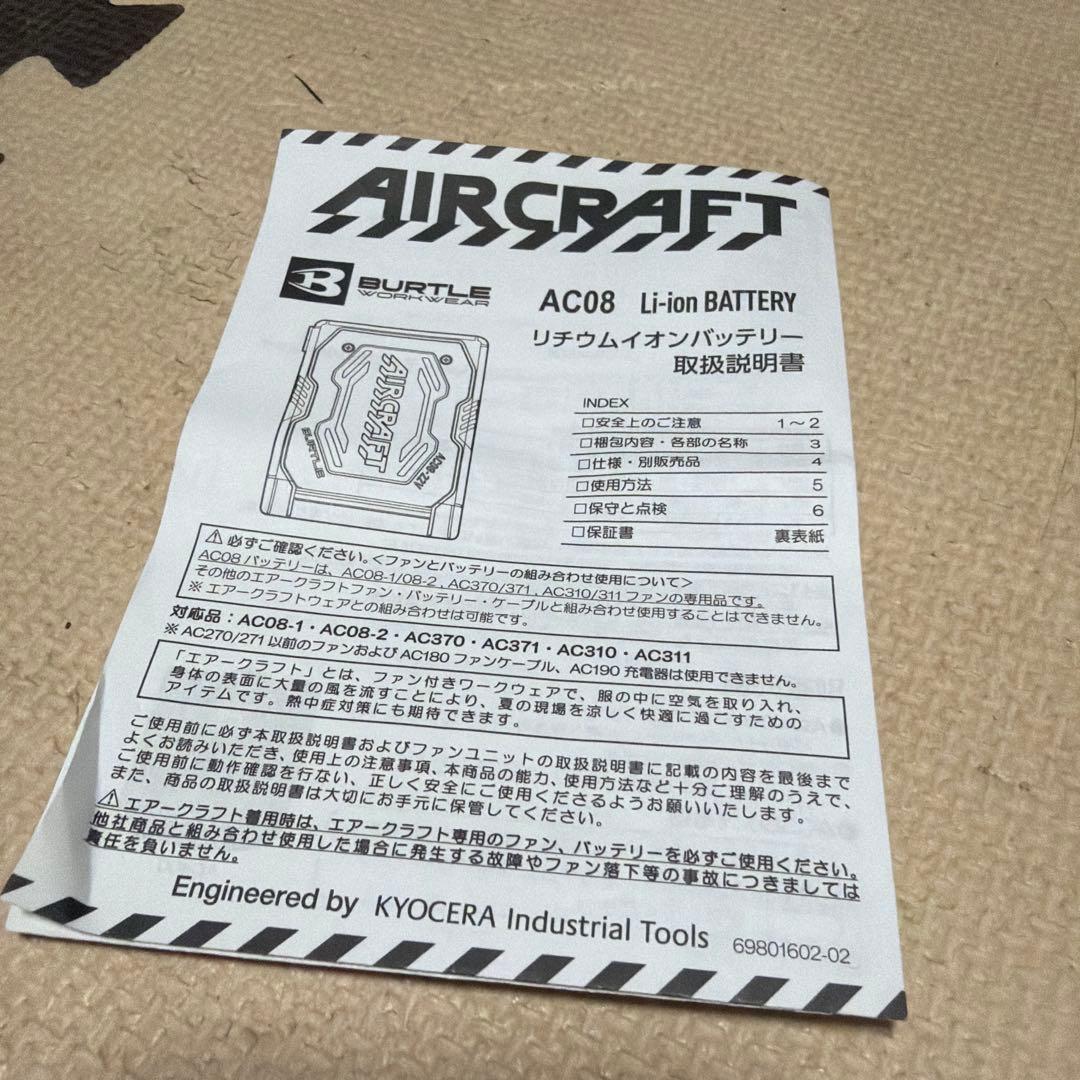 AIRCRAFT
BURTLE
WORKWEAR
AC08 Li-ion BATTERY
リチウムイオンバッテリー
取扱説明書
AIRCRAFT
BURTLE
AC08-22V
INDEX
□安全上のご注意 1〜2
□梱包内容・各部の名称 3
□仕様・別販売品 4
□使用方法 5
□保守と点検 6
□保証書 裏表紙
⚠ 必ずご確認ください。<ファンとバッテリーの組み合わせ使用について>
AC08 バッテリーは、AC08-1/08-2、AC370/371、AC310/311 ファンの専用品です。
その他のエアークラフトファン・バッテリー・ケーブルと組み合わせ使用することはできません。
※ エアークラフトウェアとの組み合わせは可能です。
対応品：AC08-1・AC08-2・AC370・AC371・AC310・AC311
※ AC270/271 以前のファンおよび AC180 ファンケーブル、AC190 充電器は使用できません。
「エアークラフト」とは、ファン付きワークウェアで、服の中に空気を取り入れ、
身体の表面に大量の風を流すことにより、夏の現場を涼しく快適に過ごすための
アイテムです。熱中症対策にも期待できます。
ご使用前に必ず本取扱説明書およびファンユニットの取扱説明書に記載の内容を最後まで
よくお読みいただき、使用上の注意事項、本商品の能力、使用方法など十分ご理解のうえで、
ご使用前に動作確認を行ない、正しく安全にご使用くださるようお願いいたします。
また、商品の取扱説明書は大切にお手元に保管してください。
⚠ エアークラフト着用時は、エアークラフト専用のファン、バッテリーを必ずご使用ください。
他社商品と組み合わせ使用した場合に発生する故障やファン落下等の事故につきましては
責任を負いません。
Engineered by KYOCERA Industrial Tools
69801602-02